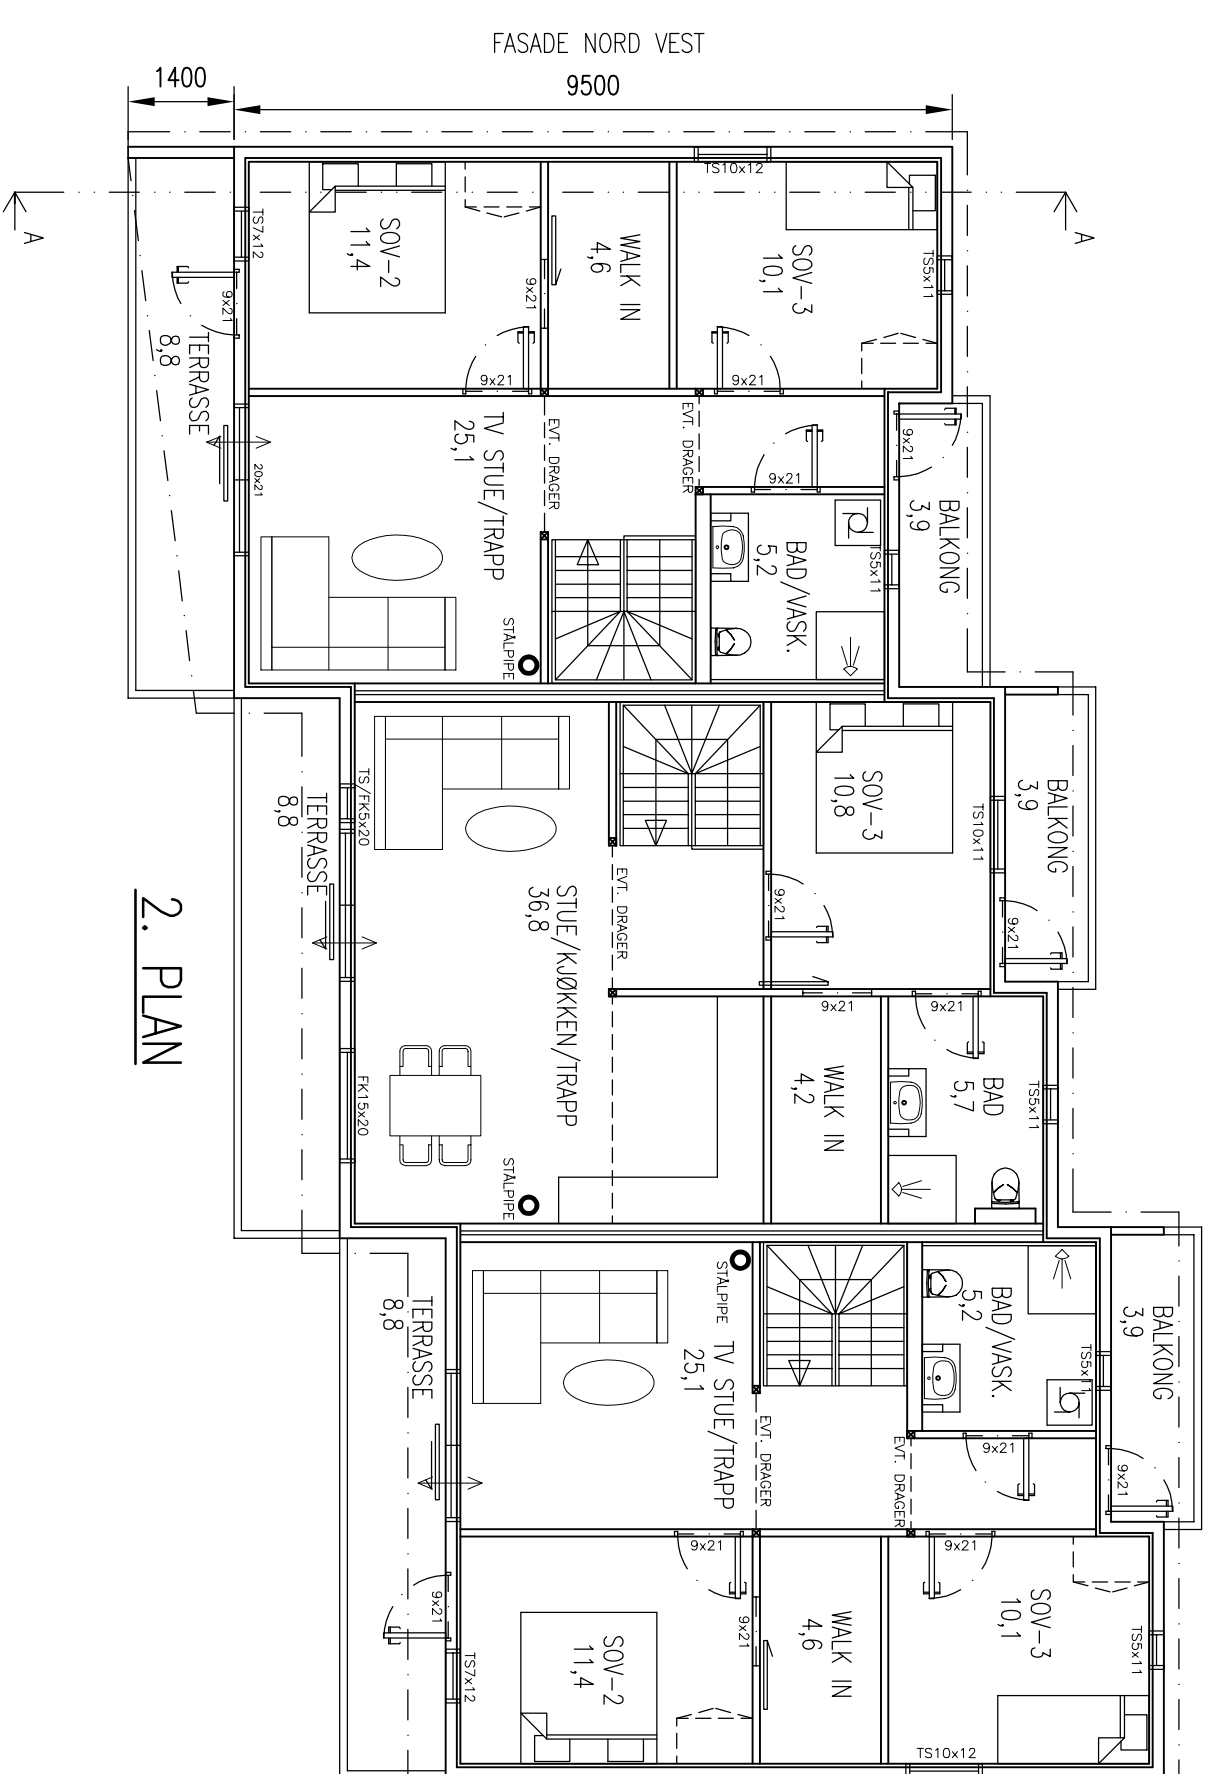 FASADE NORD VEST
1400
9500
A
A
TS10x12
TS7x12
9x21
SOV-2
11,4
9x21
WALK IN
4,6
SOV-3
10,1
TS5x11
9x21
9x21
TERRASSE
8,8
20x21
TV STUE/TRAPP
25,1
EVT. DRAGER
EVT. DRAGER
9x21
9x21
BALKONG
3,9
BAD/VASK.
5,2
TS5x11
STÅLPIPE
TERRASSE
8,8
TS/FK5x20
STUE/KJØKKEN/TRAPP
36,8
EVT. DRAGER
SOV-3
10,8
TS10x11
BALKONG
3,9
9x21
9x21
9x21
9x21
WALK IN
4,2
BAD
5,7
TS5x11
FK15x20
STÅLPIPE
2. PLAN
TERRASSE
8,8
STÅLPIPE
TV STUE/TRAPP
25,1
BAD/VASK.
5,2
TS5x11
BALKONG
3,9
EVT. DRAGER
EVT. DRAGER
9x21
9x21
9x21
9x21
9x21
TS7x12
SOV-2
11,4
9x21
WALK IN
4,6
SOV-3
10,1
TS5x11
TS10x12